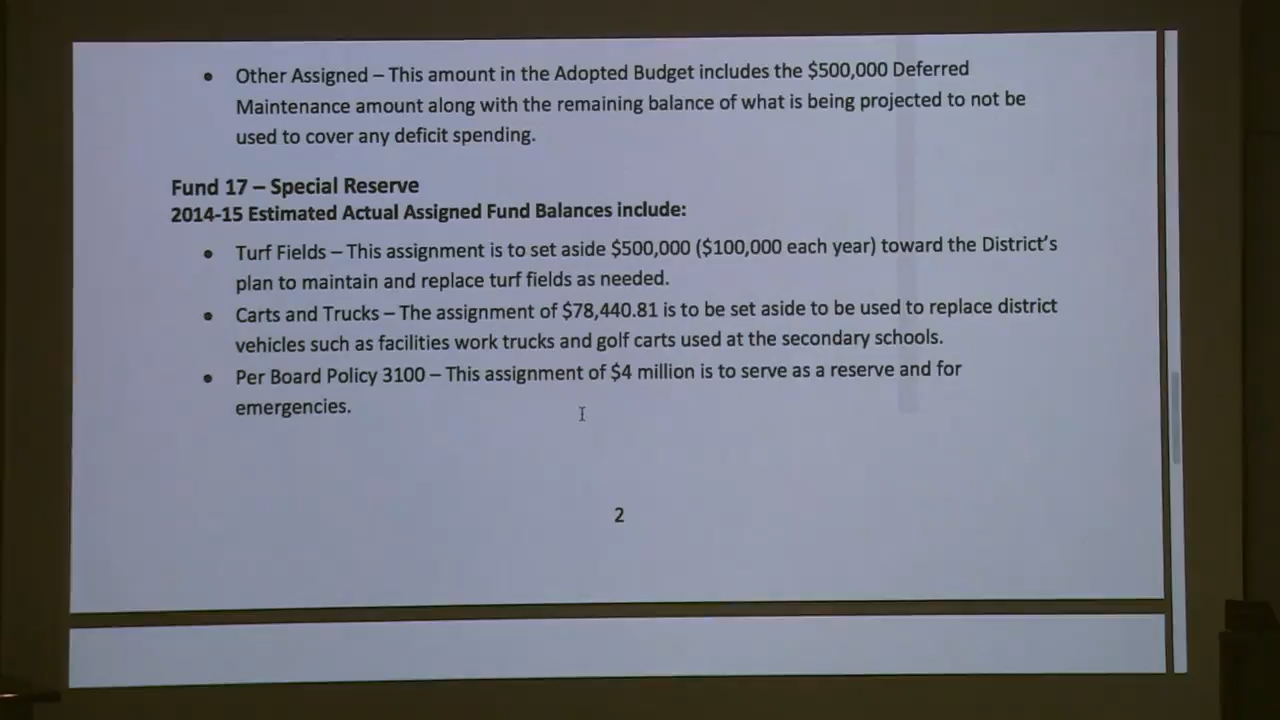 • Other Assigned – This amount in the Adopted Budget includes the $500,000 Deferred
Maintenance amount along with the remaining balance of what is being projected to not be
used to cover any deficit spending.
Fund 17 – Special Reserve
2014-15 Estimated Actual Assigned Fund Balances include:
• Turf Fields – This assignment is to set aside $500,000 ($100,000 each year) toward the District's
plan to maintain and replace turf fields as needed.
• Carts and Trucks – The assignment of $78,440.81 is to be set aside to be used to replace district
vehicles such as facilities work trucks and golf carts used at the secondary schools.
• Per Board Policy 3100 – This assignment of $4 million is to serve as a reserve and for
emergencies.
2